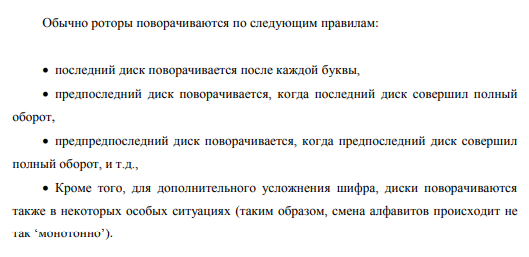 Обычно роторы поворачиваются по следующим правилам:
• последний диск поворачивается после каждой буквы,
• предпоследний диск поворачивается, когда последний диск совершил полный
оборот,
• предпредпоследний диск поворачивается, когда предпоследний диск совершил
полный оборот, и т.д.,
• Кроме того, для дополнительного усложнения шифра, диски поворачиваются
также в некоторых особых ситуациях (таким образом, смена алфавитов происходит не
так ‘монотонно’).